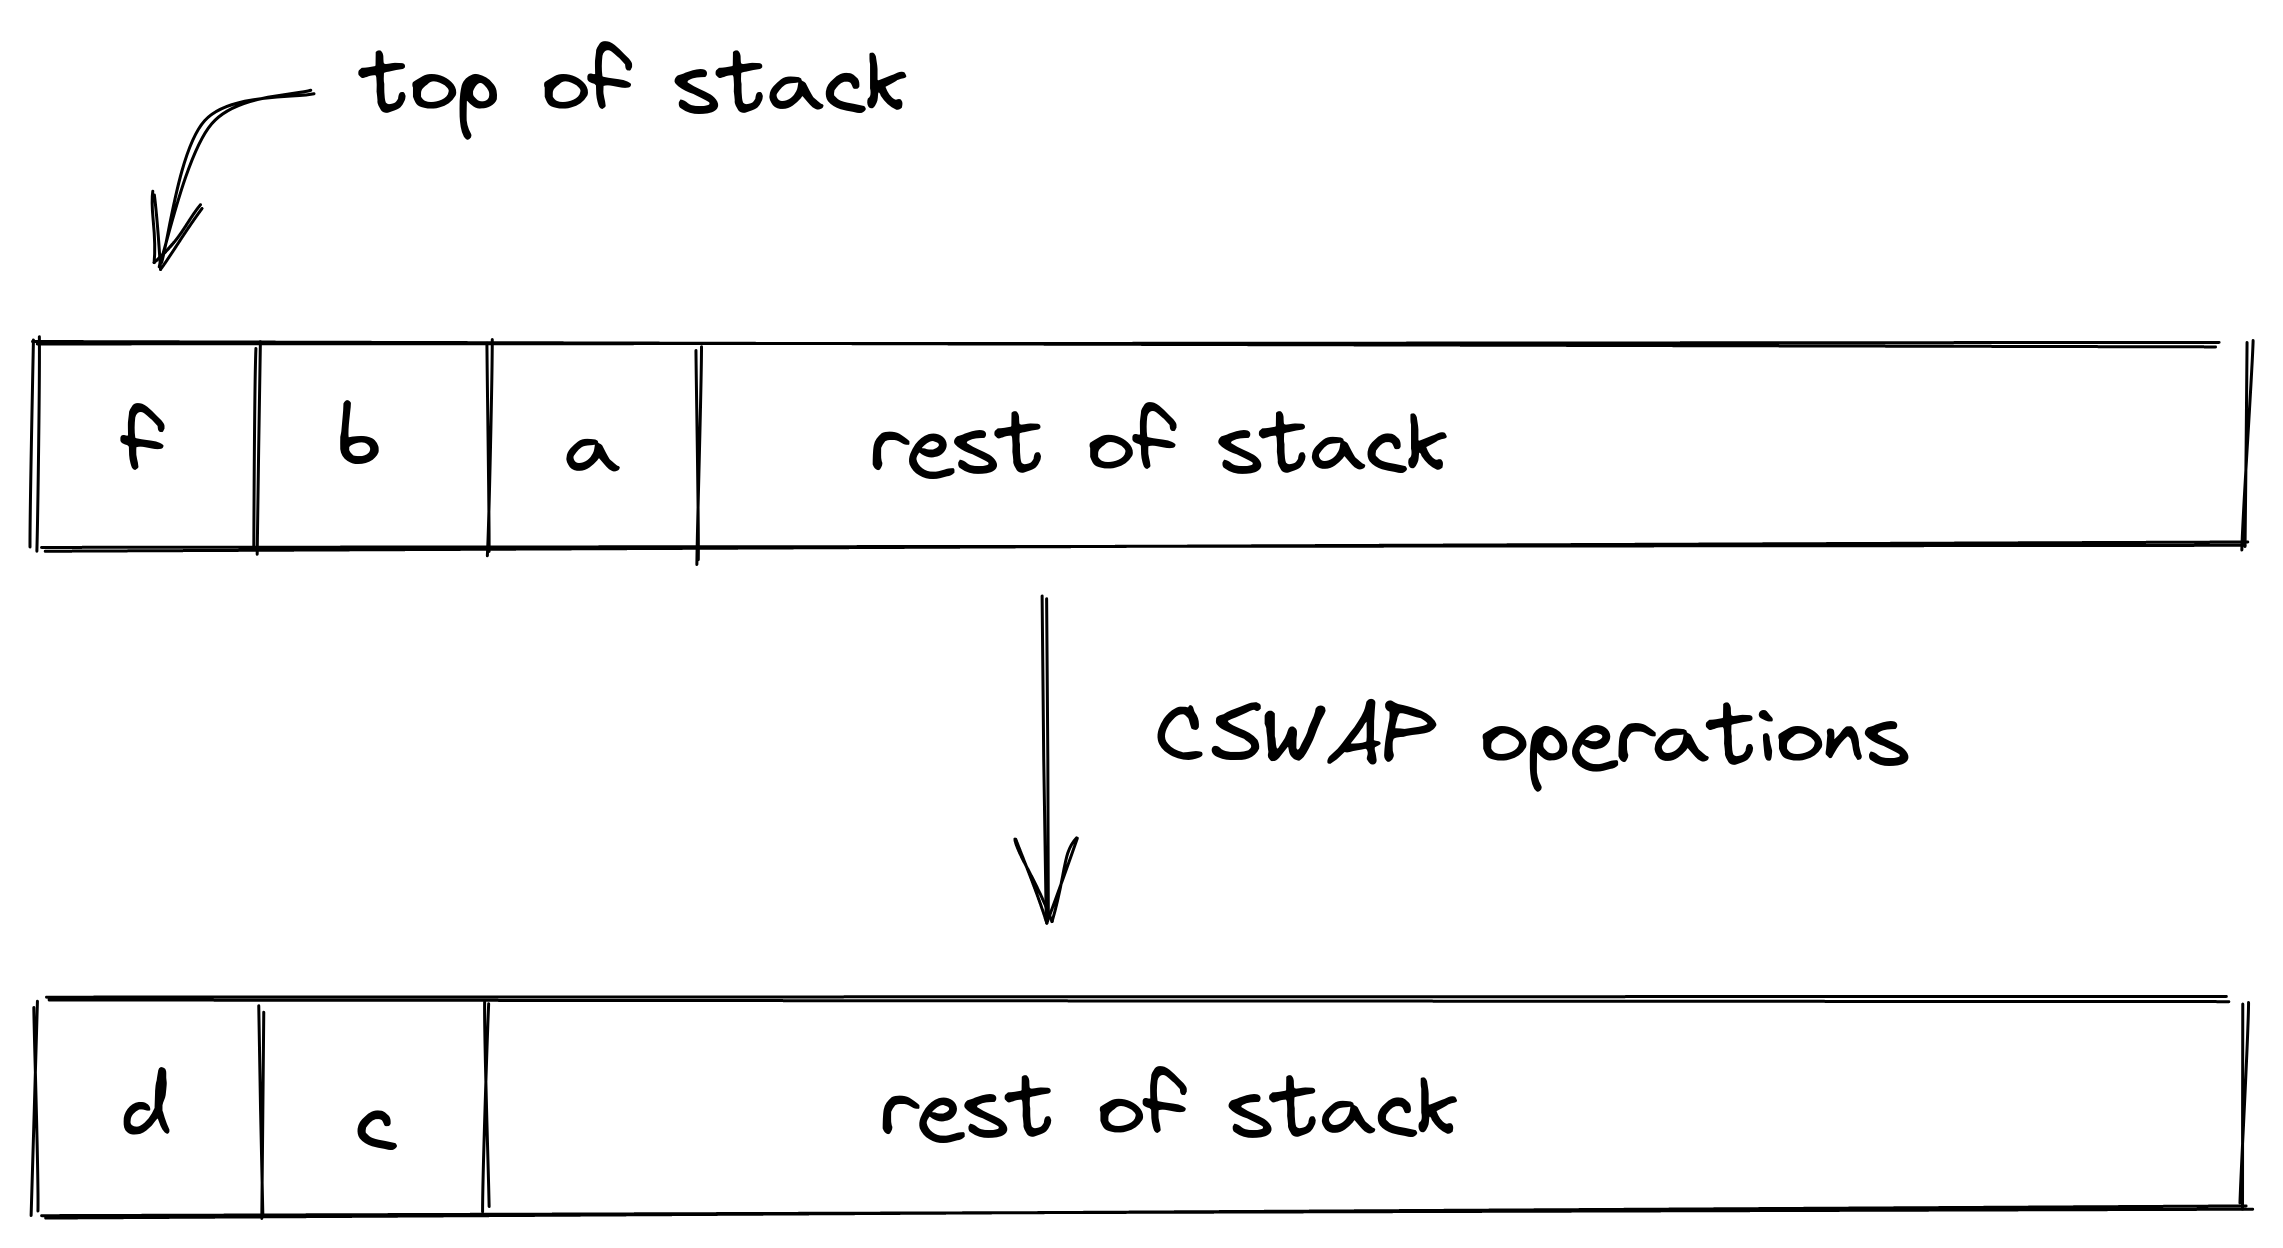 top of stack
f b a rest of stack
CSWAP operations
d c rest of stack